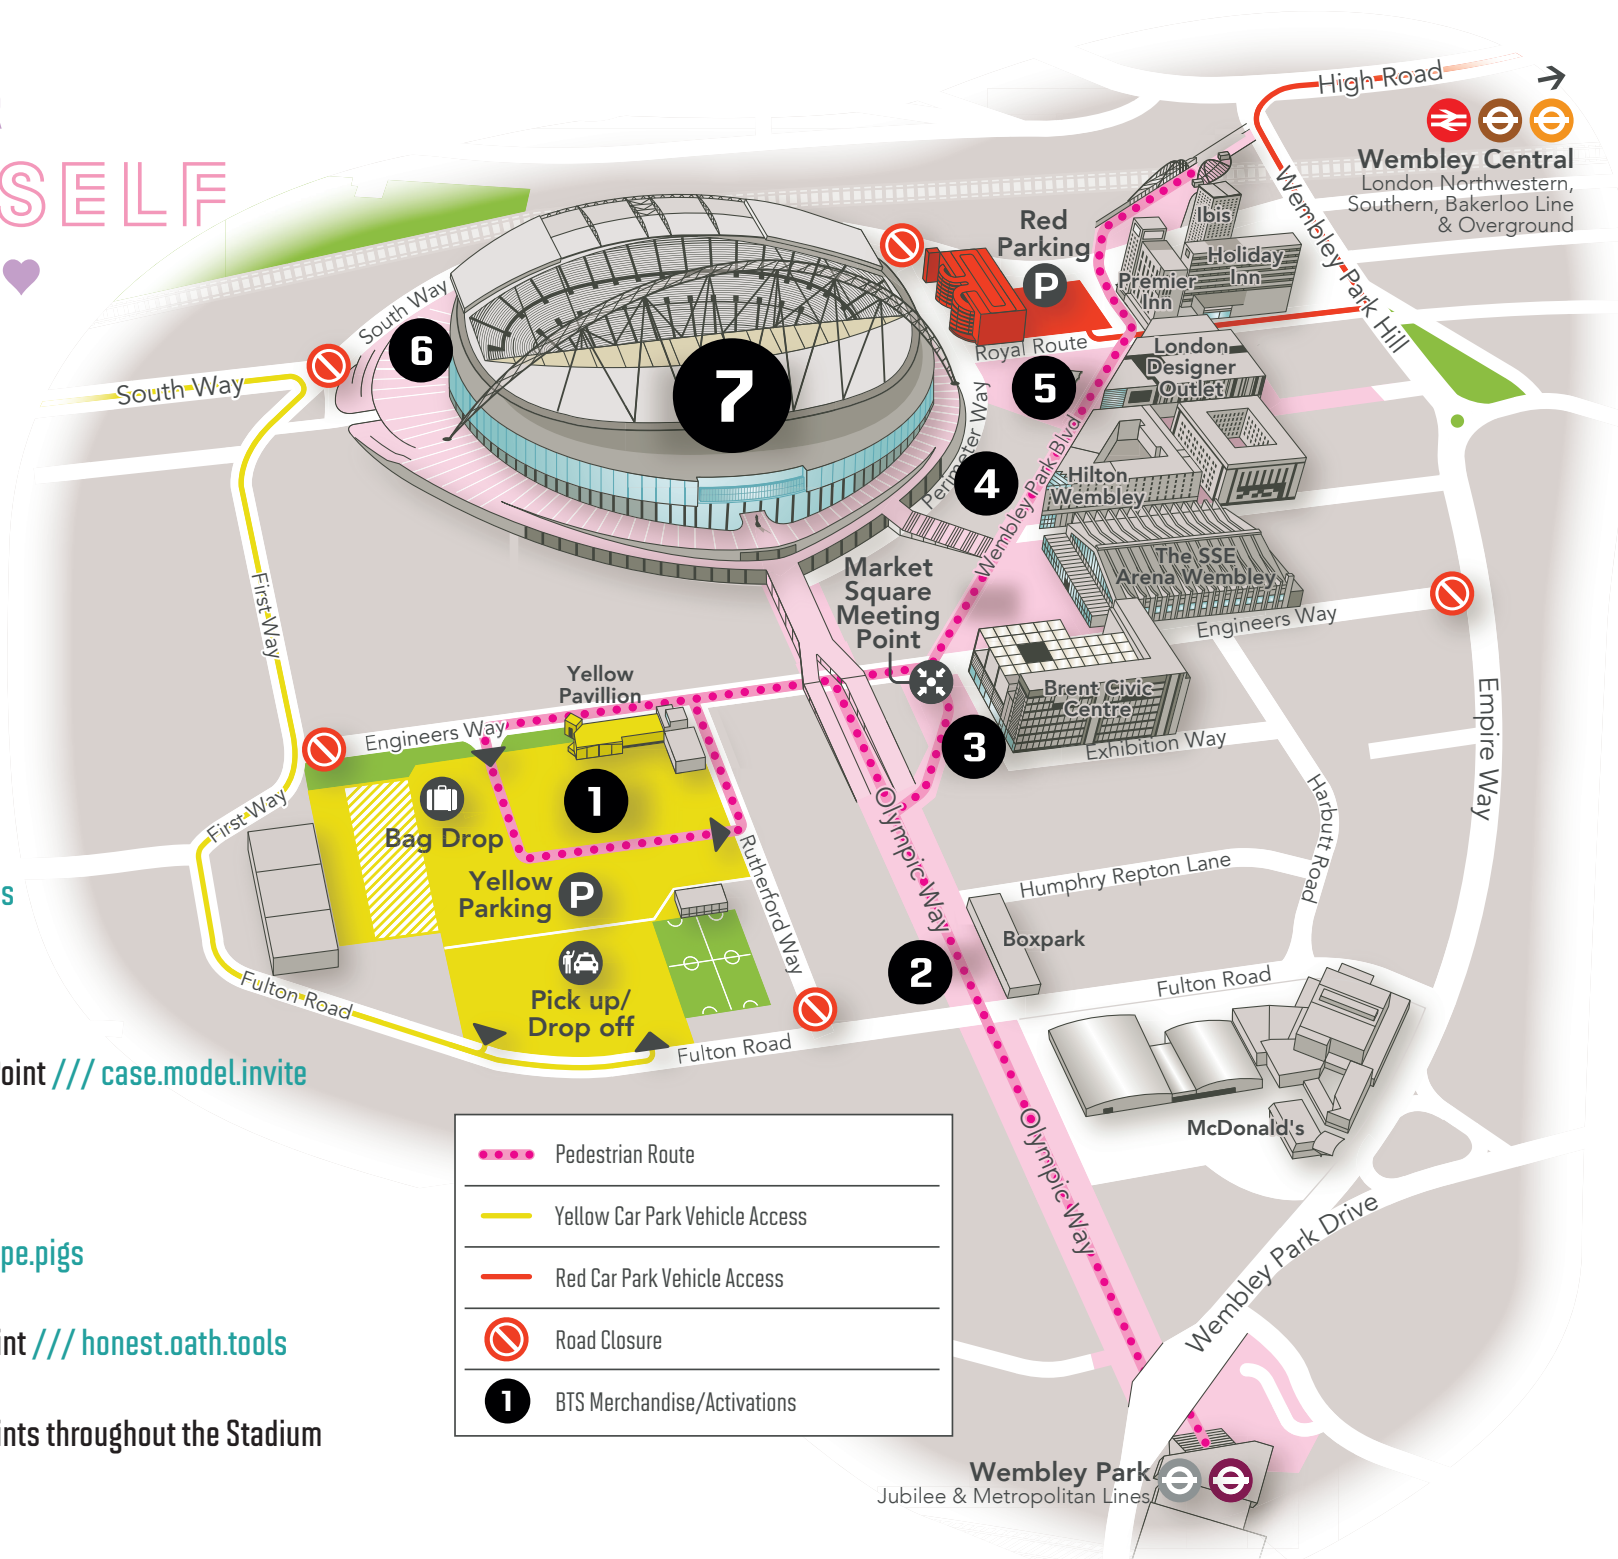 SELF
High Road
Wembley Central
London Northwestern,
Southern, Bakerloo Line
& Overground
Wembley Park Hill
Ibis
Holiday
Inn
Premier
Inn
Red
Parking
P
Royal Route
London
Designer
Outlet
South Way
South Way
6
7
5
4
Perimeter Way
Wembley Park Blvd
Hilton
Wembley
The SSE
Arena Wembley
Engineers Way
Market
Square
Meeting
Point
First Way
Yellow
Pavillion
Engineers Way
Brent Civic
Centre
3
Exhibition Way
Empire Way
Harbutt Road
1
Bag Drop
First Way
Yellow
Parking
P
Rutherford Way
Olympic Way
Humphry Repton Lane
Boxpark
2
Fulton Road
Pick up/
Drop off
Fulton Road
Fulton Road
s
oint /// case.model.invite
pe.pigs
int /// honest.oath.tools
ints throughout the Stadium
McDonald's
Olympic Way
Wembley Park Drive
Pedestrian Route
Yellow Car Park Vehicle Access
Red Car Park Vehicle Access
Road Closure
1 BTS Merchandise/Activations
Wembley Park
Jubilee & Metropolitan Lines